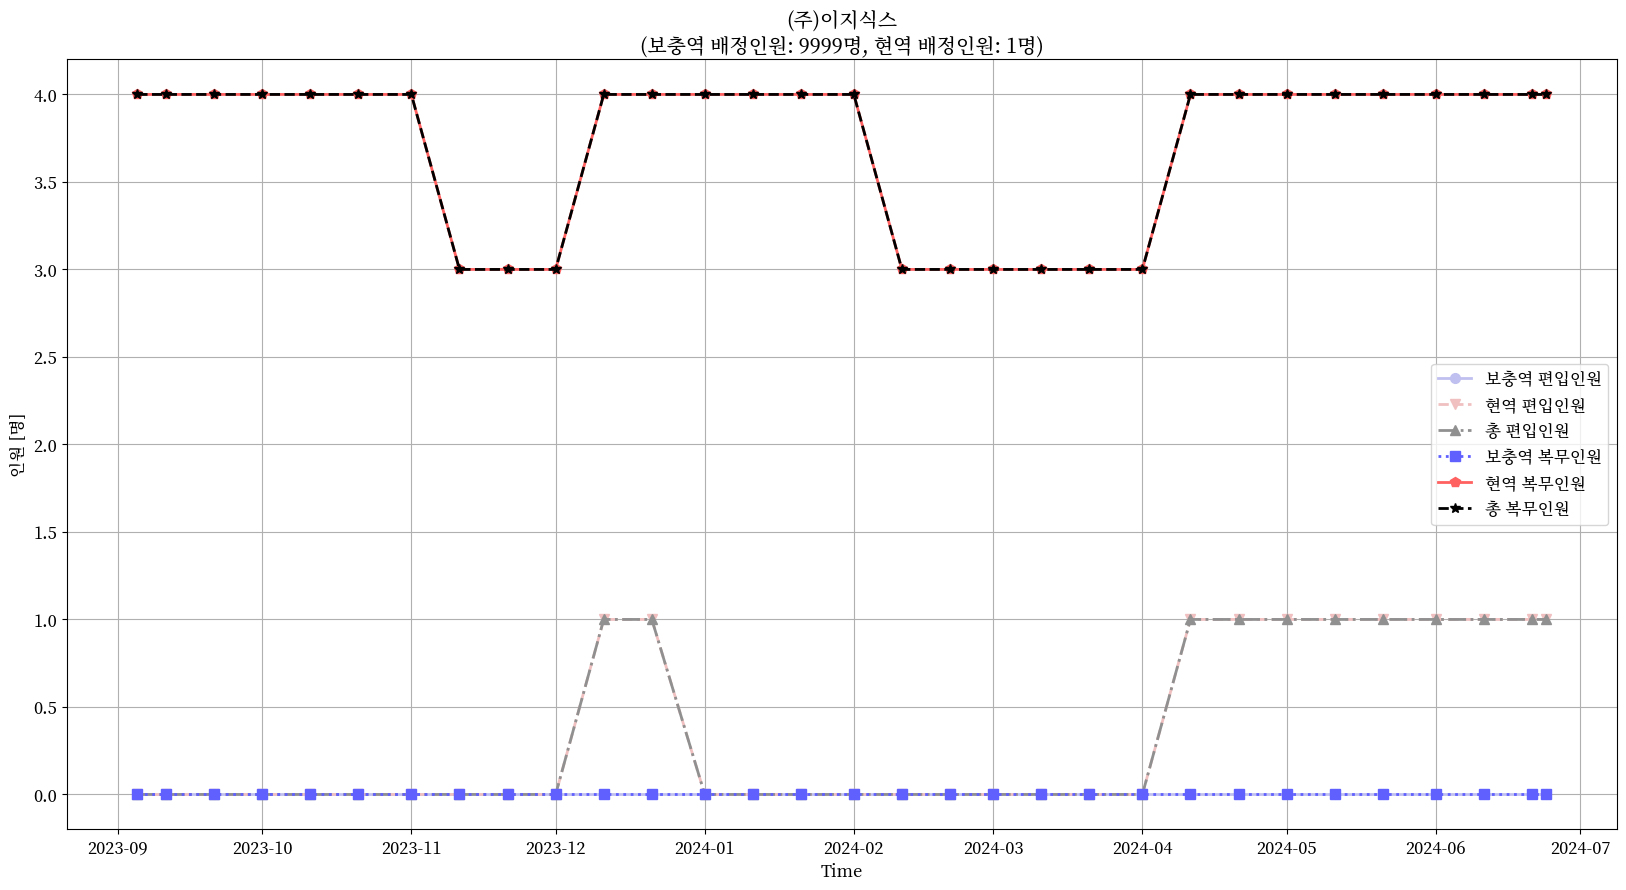 (주)이지식스
(보충역 배정인원: 9999명, 현역 배정인원: 1명)
인원 [명]
4.0
3.5
3.0
2.5
2.0
1.5
1.0
0.5
0.0
보충역 편입인원
현역 편입인원
총 편입인원
보충역 복무인원
현역 복무인원
총 복무인원
2023-09 2023-10 2023-11 2023-12 2024-01 2024-02 2024-03 2024-04 2024-05 2024-06 2024-07
Time